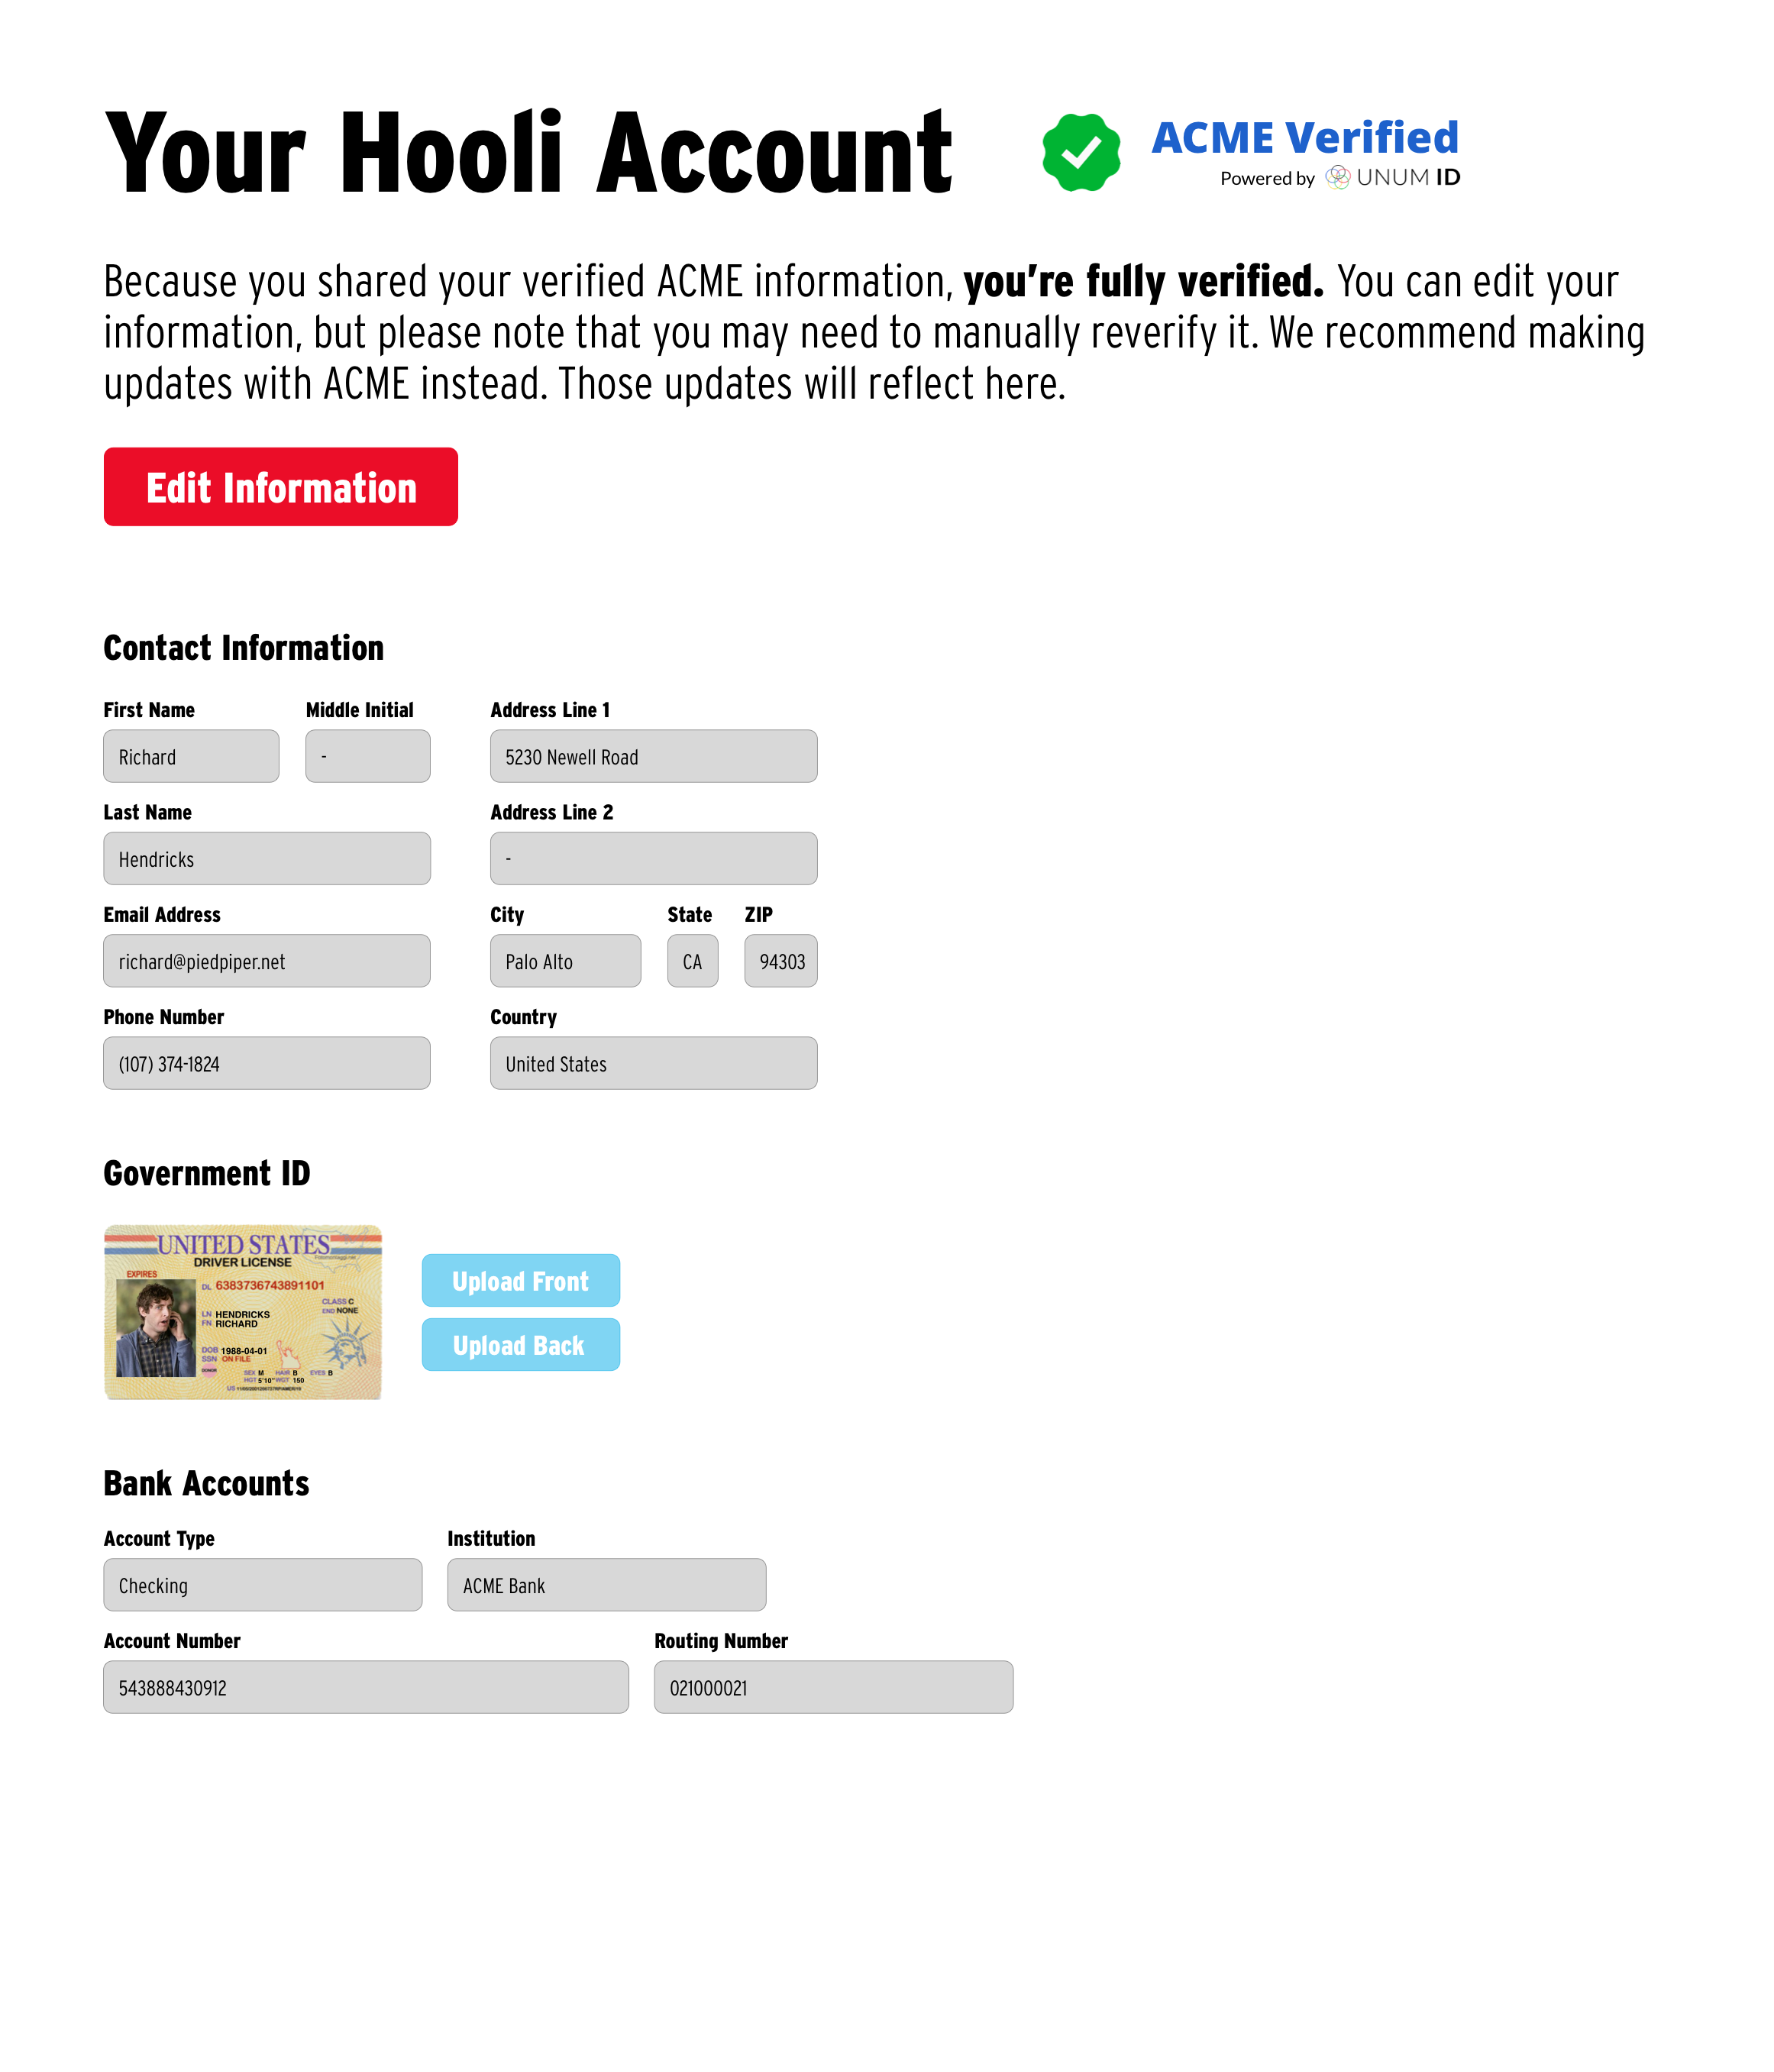 Your Hooli Account
ACME Verified
Powered by UNUM ID
Because you shared your verified ACME information, you're fully verified. You can edit your
information, but please note that you may need to manually reverify it. We recommend making
updates with ACME instead. Those updates will reflect here.
Edit Information
Contact Information
First Name Middle Initial Address Line 1
Richard - 5230 Newell Road
Last Name Address Line 2
Hendricks -
Email Address City State ZIP
richard@piedpiper.net Palo Alto CA 94303
Phone Number Country
(107) 374-1824 United States
Government ID
UNITED STATES
DRIVER LICENSE
EXPIRES
DL 6383736743891101
CLASS C
END NONE
LN HENDRICKS
FN RICHARD
DOB 1988-04-01
SSN ON FILE
DONOR
SEX M HAIR B EYES B
HGT 5'10" WGT 150
US
Upload Front
Upload Back
Bank Accounts
Account Type Institution
Checking ACME Bank
Account Number Routing Number
543888430912 021000021